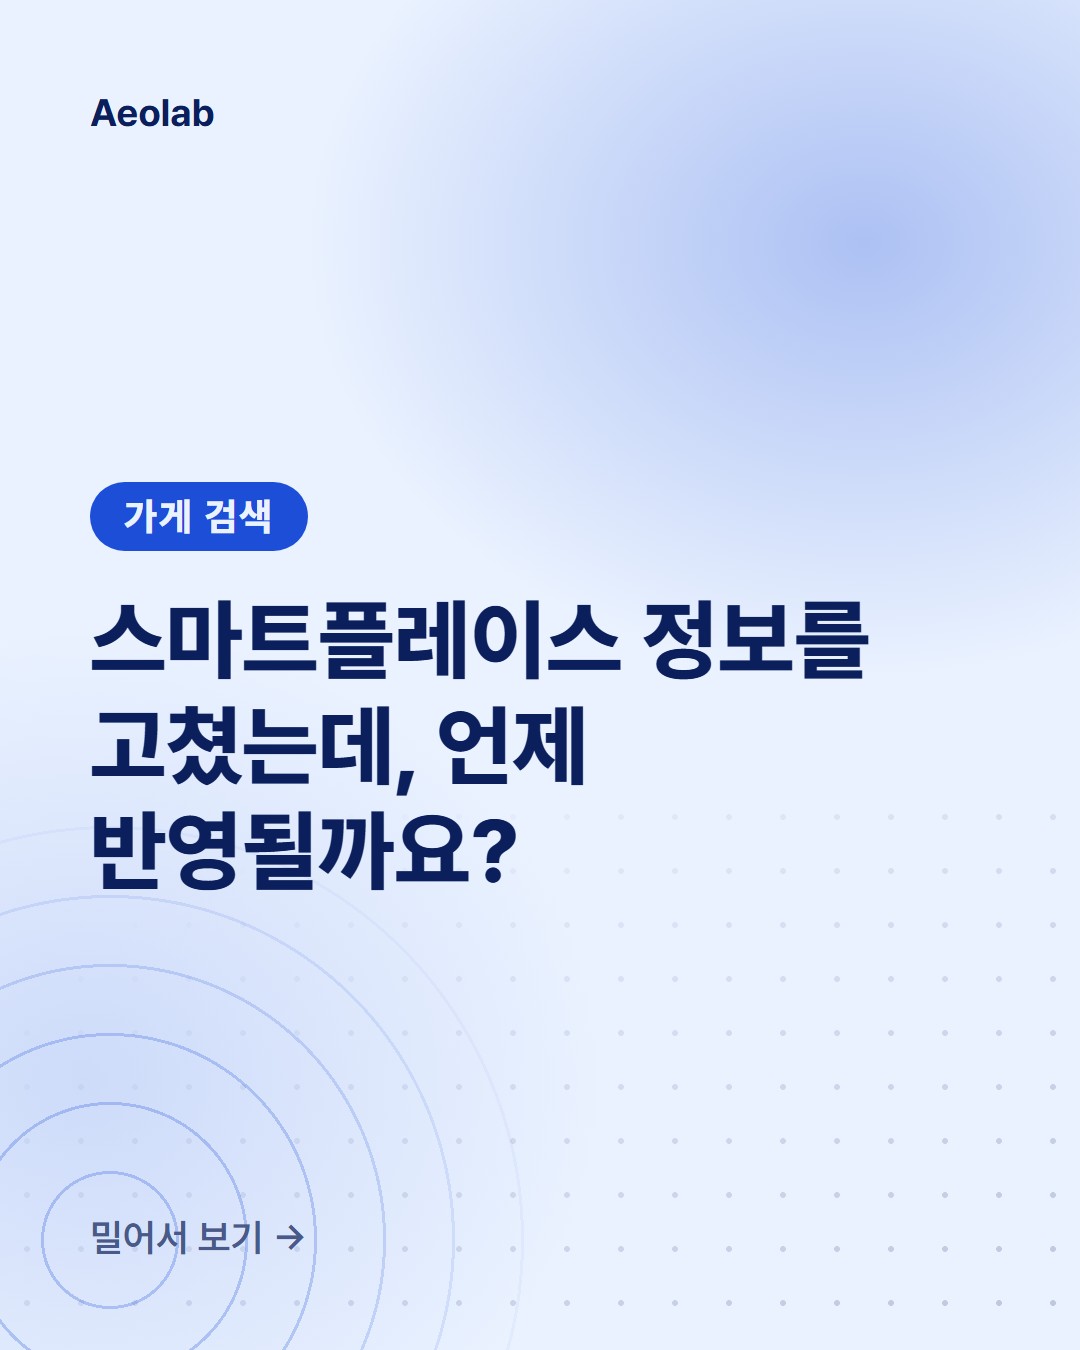 Aeolab
가게 검색
스마트플레이스 정보를
고쳤는데, 언제
반영될까요?
밀어서 보기 →